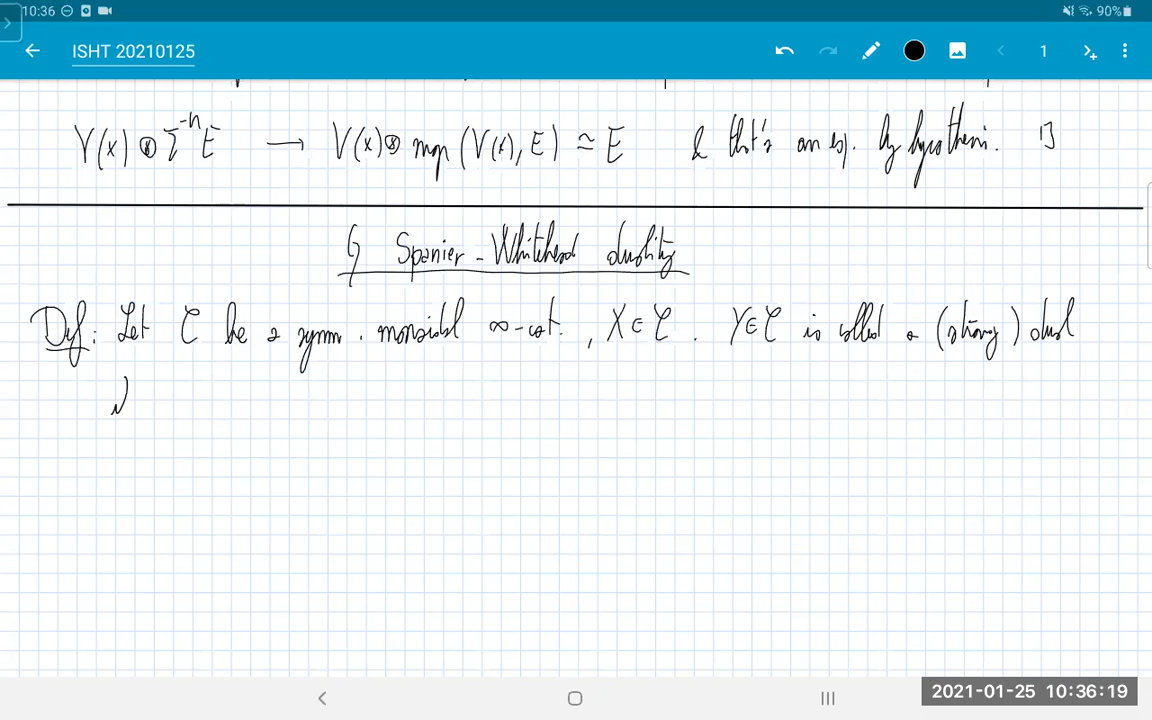 10:36
90%
ISHT 20210125
1
V(x) ⊗ Σ⁻ⁿE → V(x) ⊗ map (V(x), E) ≃ E & that's an eq. by hypothesis. □
§ Spanier-Whitehead duality
Def: Let C be a symm. monoidal ∞-cat., X ∈ C. Y ∈ C is called a (strong) dual
2021-01-25 10:36:19